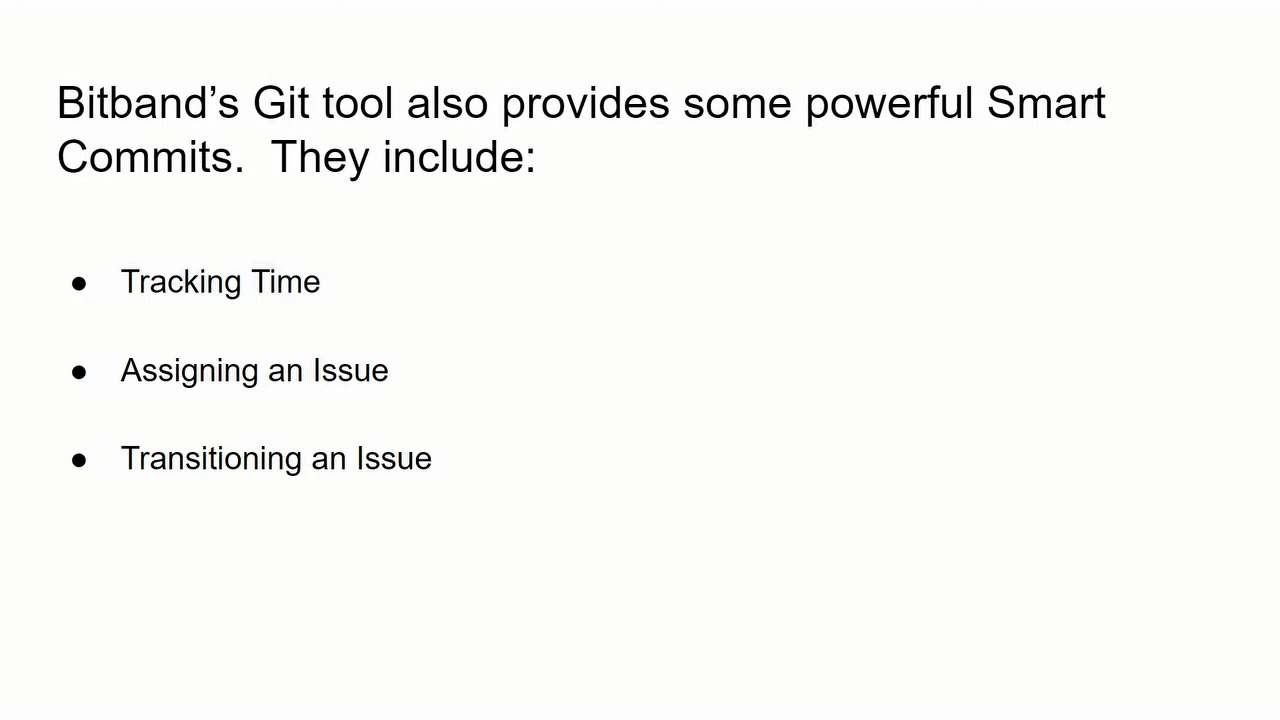 Bitband’s Git tool also provides some powerful Smart
Commits.  They include:
● Tracking Time
● Assigning an Issue
● Transitioning an Issue